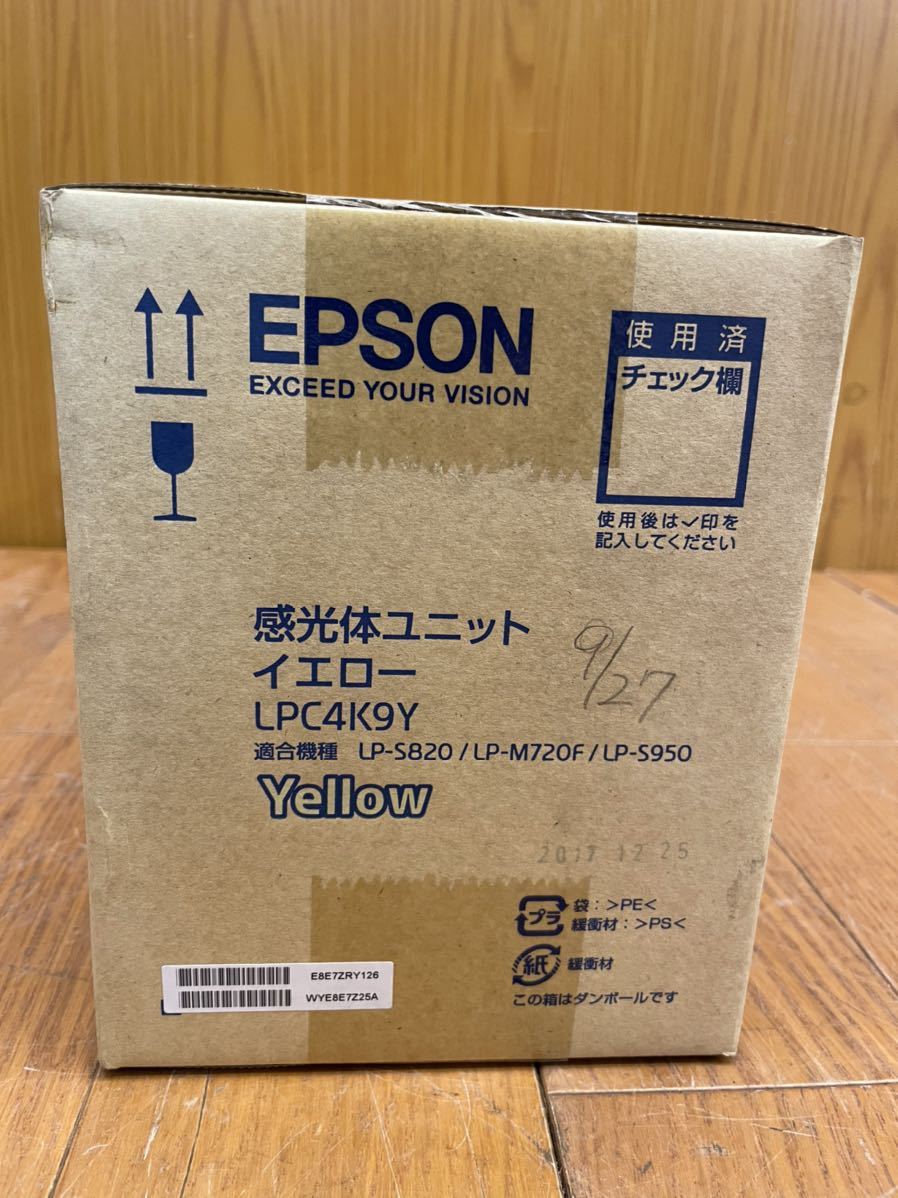 EPSON
EXCEED YOUR VISION
使用済
チェック欄
使用後は✓印を
記入してください
感光体ユニット
イエロー
LPC4K9Y
9/27
適合機種 LP-S820 / LP-M720F / LP-S950
Yellow
2017 12 25
プラ
袋：>PE<
緩衝材：>PS<
紙
緩衝材
この箱はダンボールです
E8E7ZRY126
WYE8E7Z25A